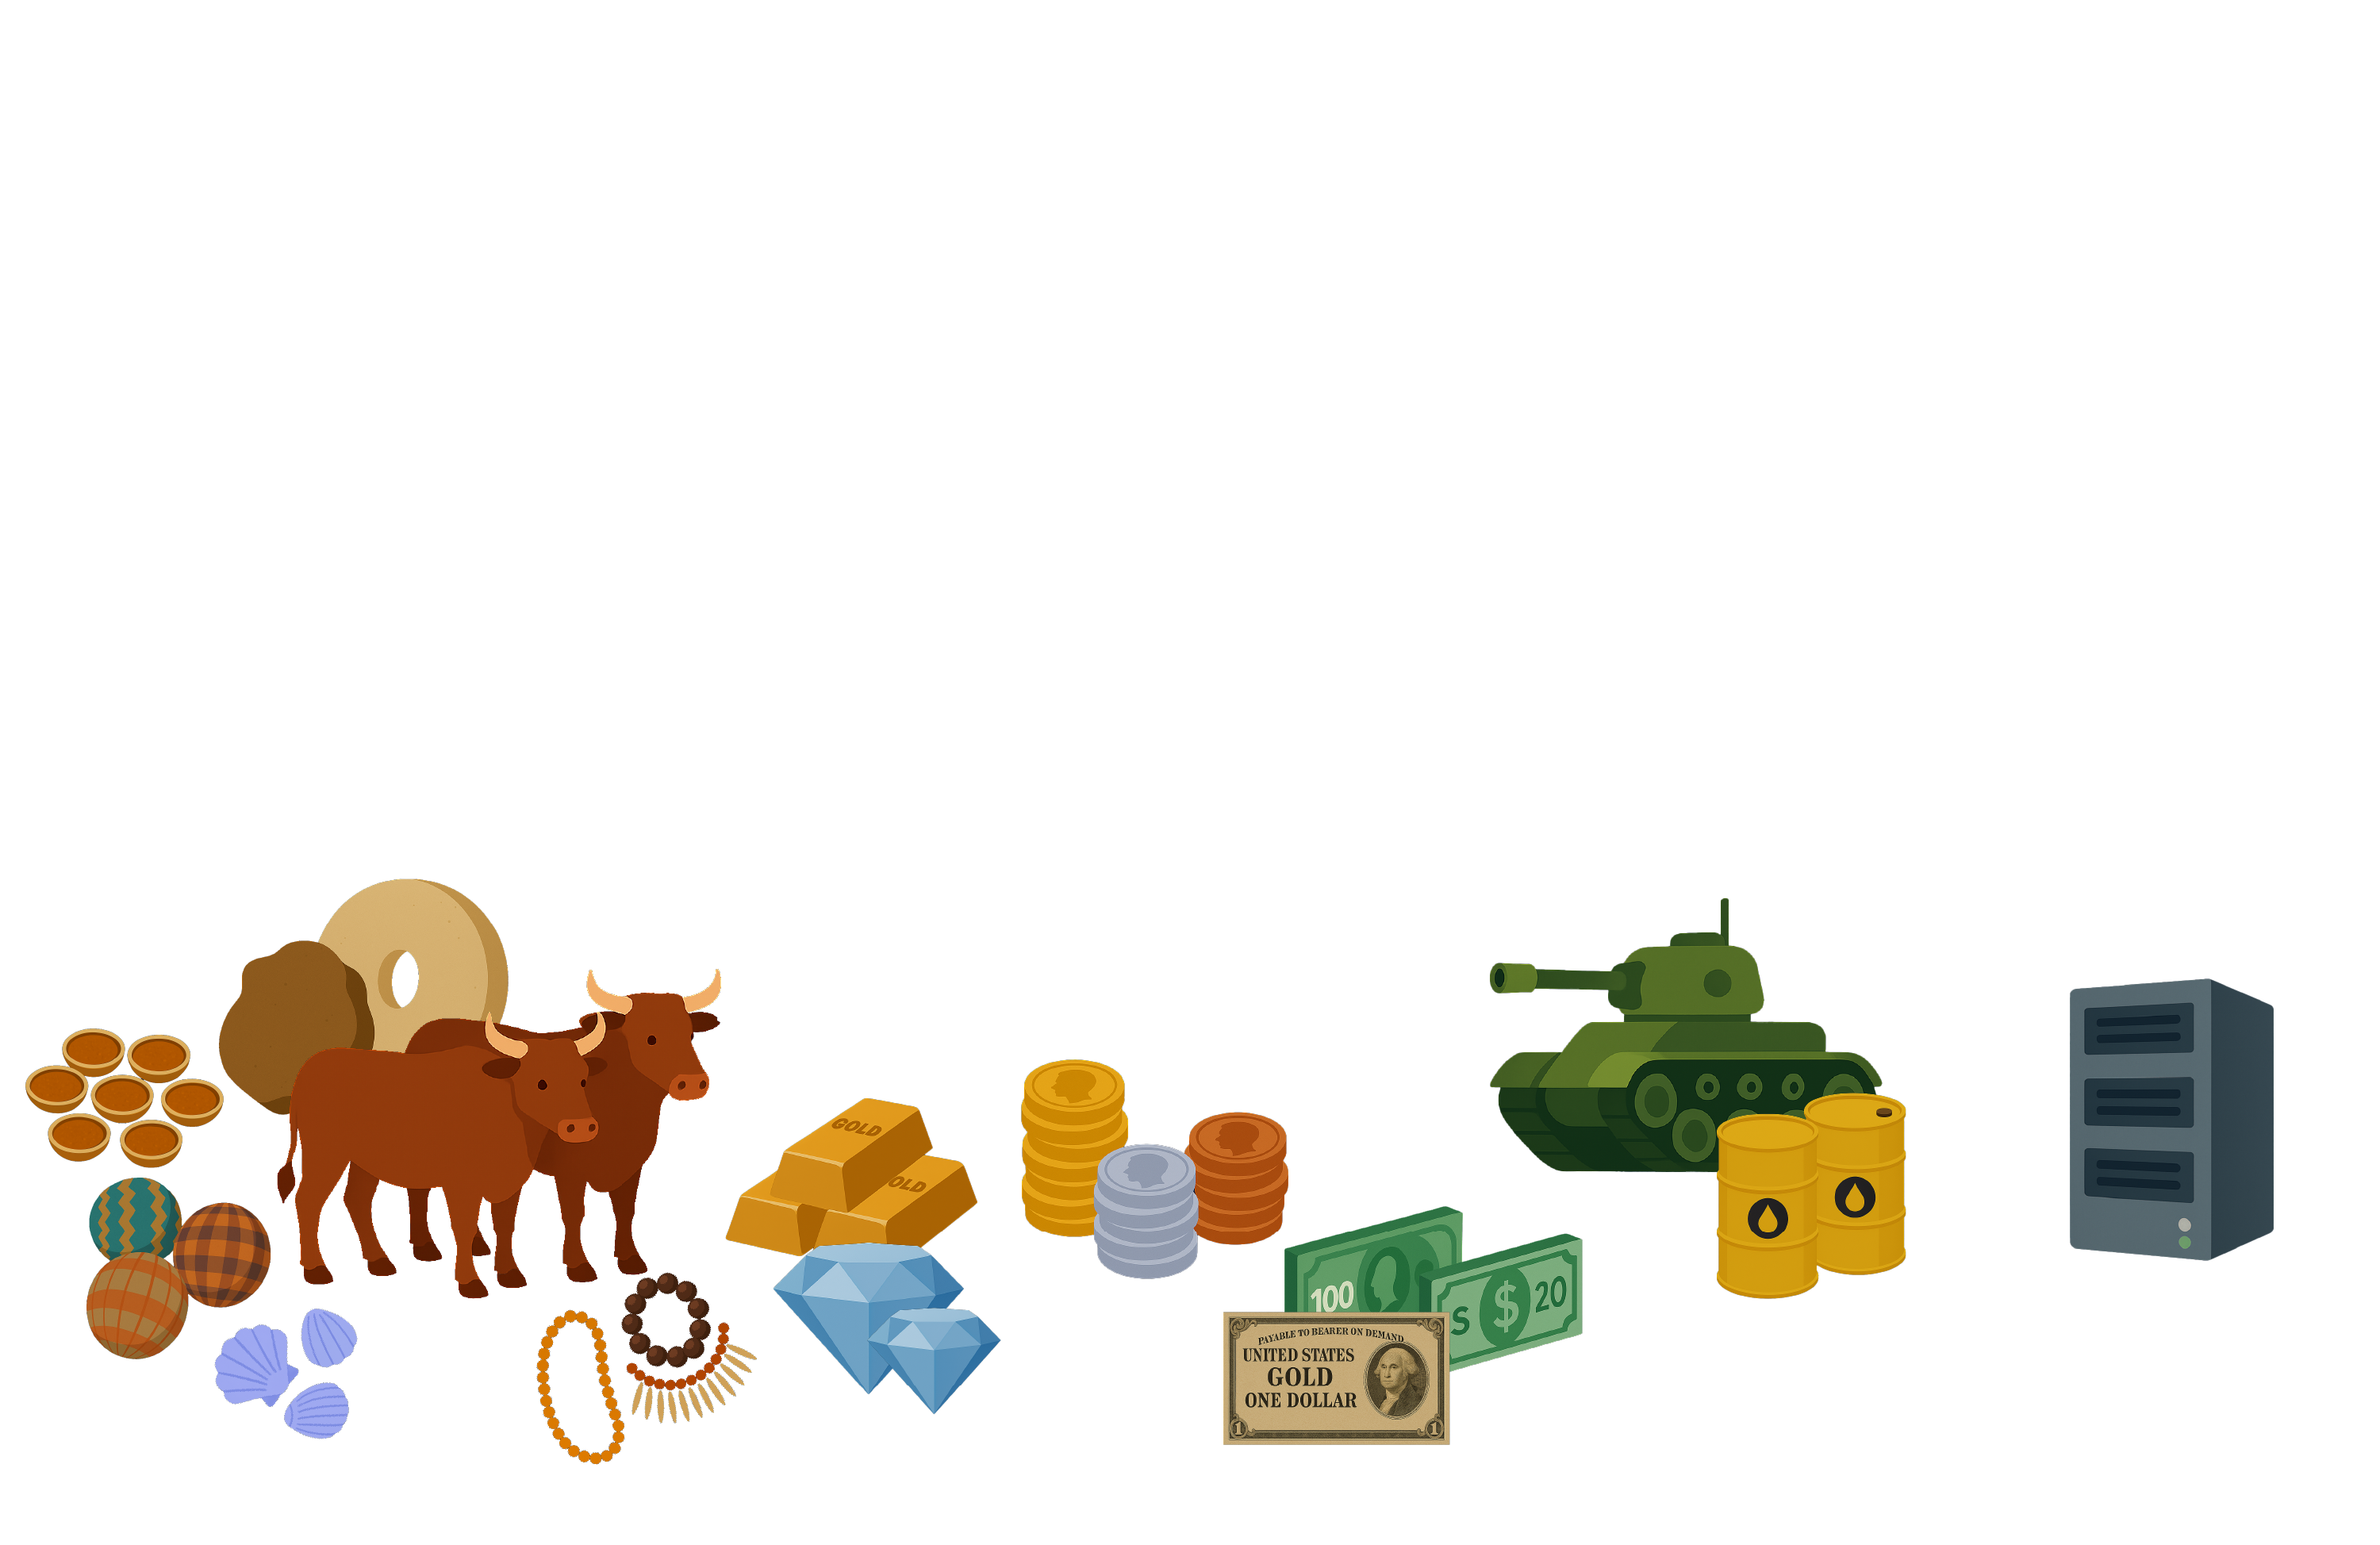 GOLD
OLD
100
$
20
S
PAYABLE TO BEARER ON DEMAND
UNITED STATES
GOLD
ONE DOLLAR
1
1